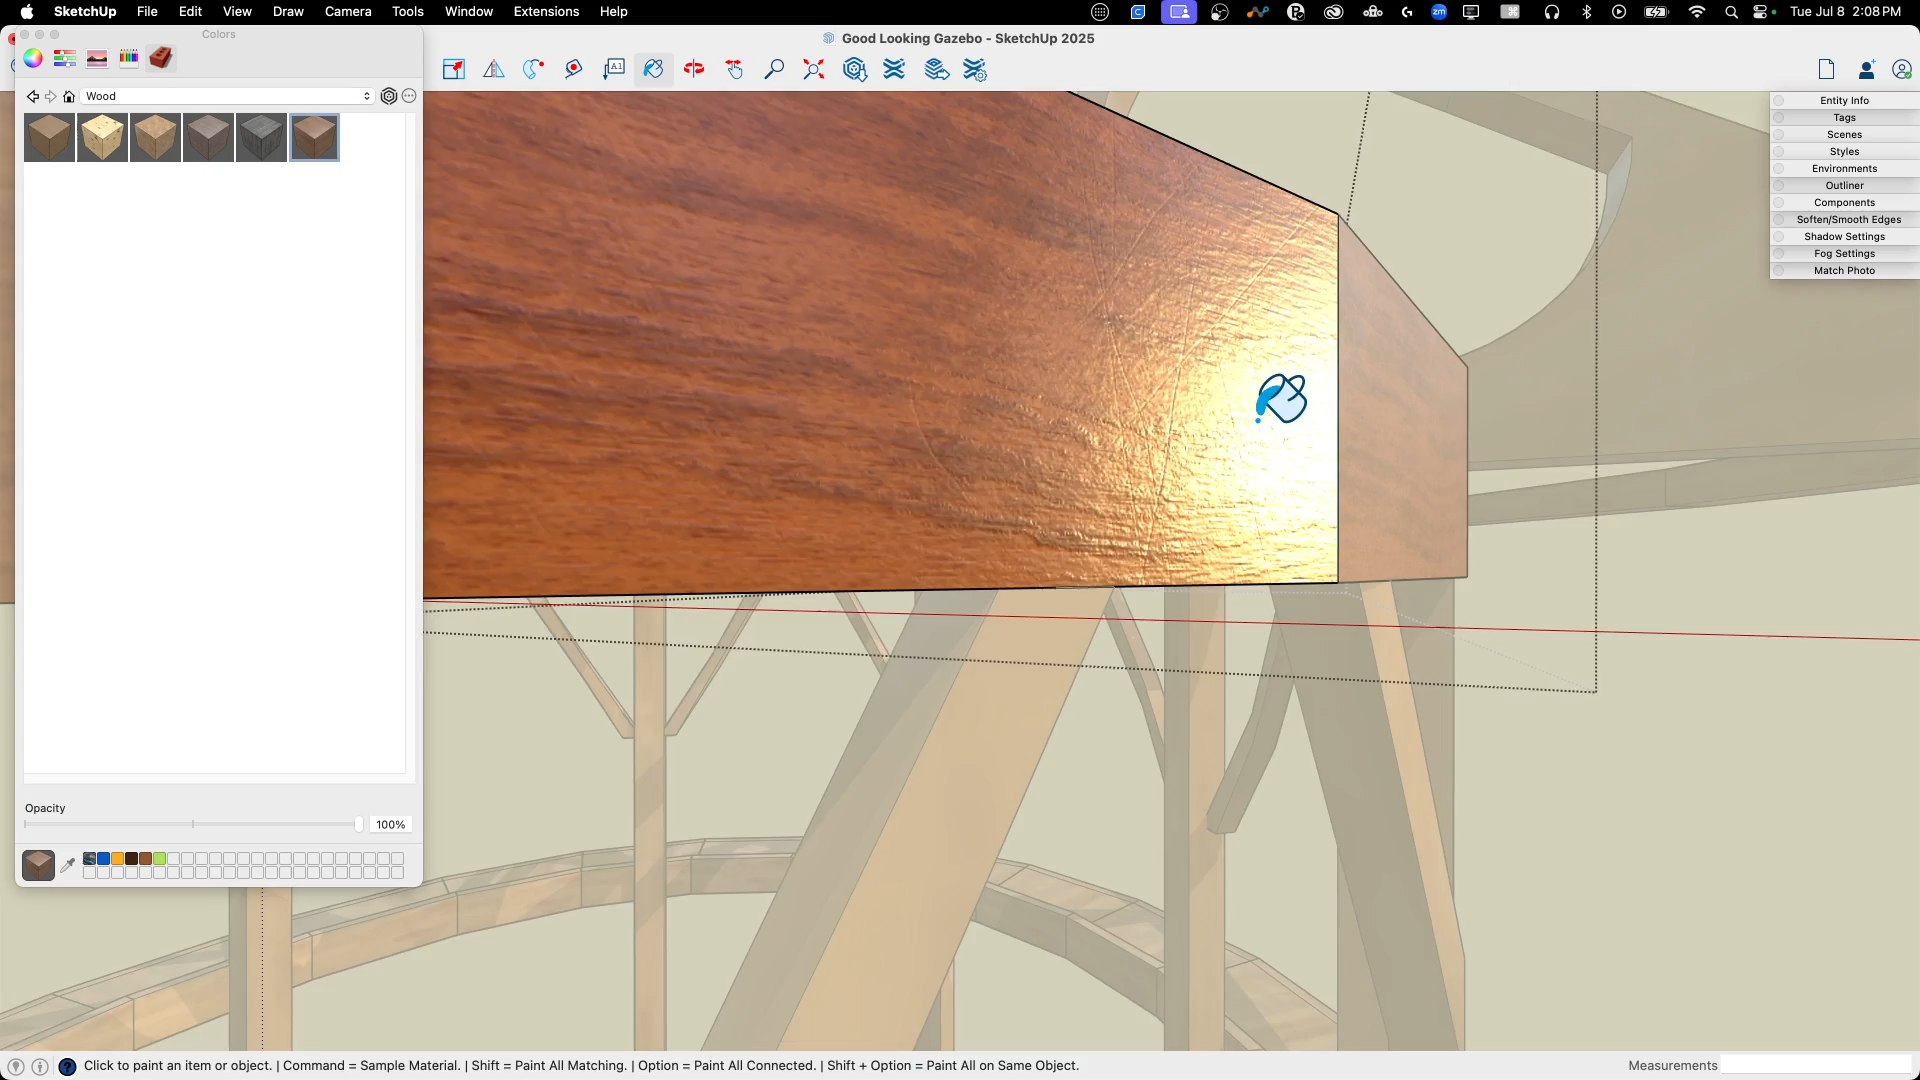 SketchUp File Edit View Draw Camera Tools Window Extensions Help
zm
Tue Jul 8 2:08 PM
Colors
Good Looking Gazebo - SketchUp 2025
A1
Wood
Entity Info
Tags
Scenes
Styles
Environments
Outliner
Components
Soften/Smooth Edges
Shadow Settings
Fog Settings
Match Photo
Opacity
100%
Click to paint an item or object. | Command = Sample Material. | Shift = Paint All Matching. | Option = Paint All Connected. | Shift + Option = Paint All on Same Object.
Measurements